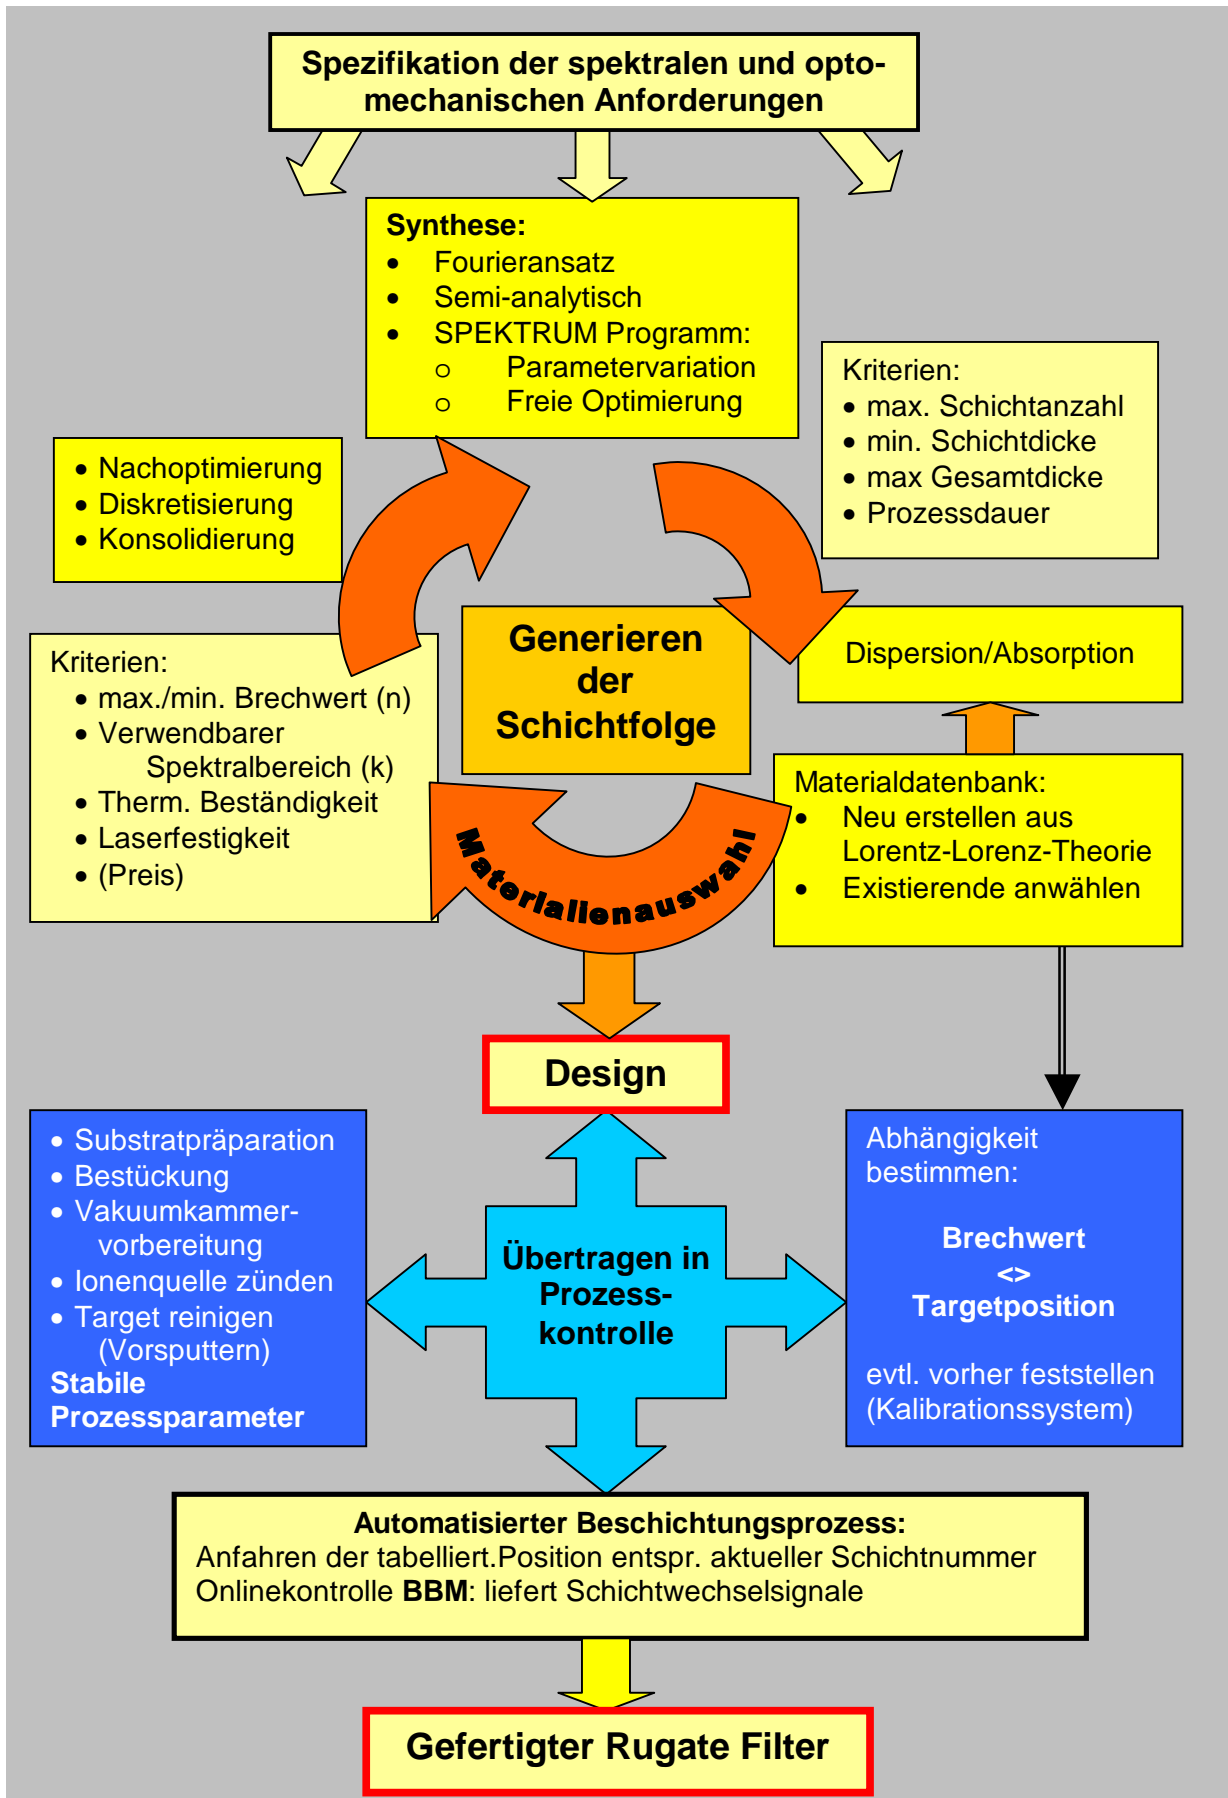 Spezifikation der spektralen und opto-
mechanischen Anforderungen
Synthese:
• Fourieransatz
• Semi-analytisch
• SPEKTRUM Programm:
o Parametervariation
o Freie Optimierung
Kriterien:
• max. Schichtanzahl
• min. Schichtdicke
• max Gesamtdicke
• Prozessdauer
• Nachoptimierung
• Diskretisierung
• Konsolidierung
Generieren
der
Schichtfolge
Dispersion/Absorption
Kriterien:
• max./min. Brechwert (n)
• Verwendbarer
Spektralbereich (k)
• Therm. Beständigkeit
• Laserfestigkeit
• (Preis)
Materialdatenbank:
• Neu erstellen aus
Lorentz-Lorenz-Theorie
• Existierende anwählen
Materialienauswahl
Design
• Substratpräparation
• Bestückung
• Vakuumkammer-
vorbereitung
• Ionenquelle zünden
• Target reinigen
(Vorsputtern)
Stabile
Prozessparameter
Übertragen in
Prozess-
kontrolle
Abhängigkeit
bestimmen:
Brechwert
<>
Targetposition
evtl. vorher feststellen
(Kalibrationssystem)
Automatisierter Beschichtungsprozess:
Anfahren der tabelliert.Position entspr. aktueller Schichtnummer
Onlinekontrolle BBM: liefert Schichtwechselsignale
Gefertigter Rugate Filter